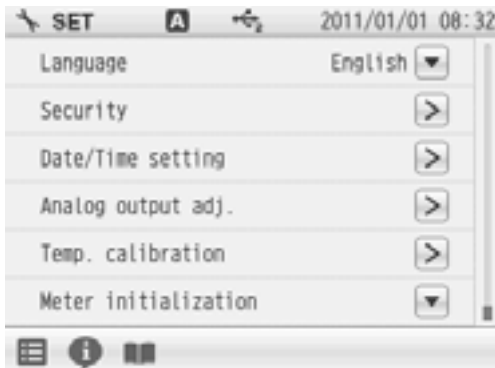 SET A 2011/01/01 08:32
Language English
Security
Date/Time setting
Analog output adj.
Temp. calibration
Meter initialization